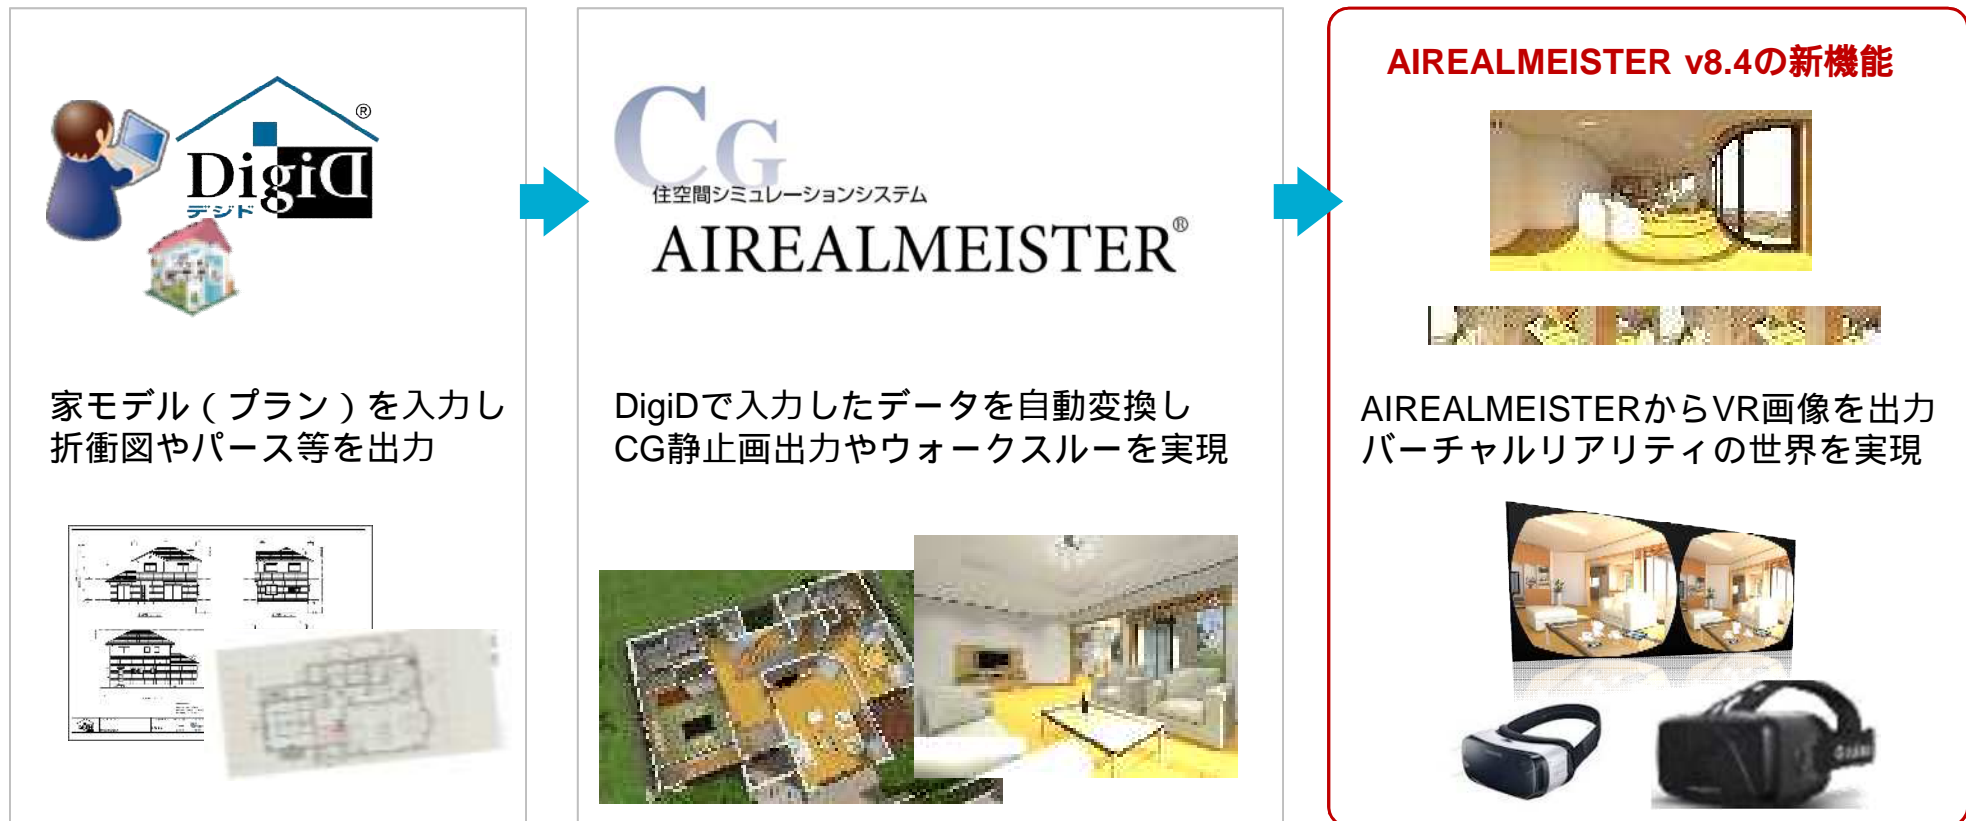 DigiD
®
デジド
家モデル（プラン）を入力し
折衝図やパース等を出力
CG
住空間シミュレーションシステム
AIREALMEISTER®
DigiDで入力したデータを自動変換し
CG静止画出力やウォークスルーを実現
AIREALMEISTER v8.4の新機能
AIREALMEISTERからVR画像を出力
バーチャルリアリティの世界を実現